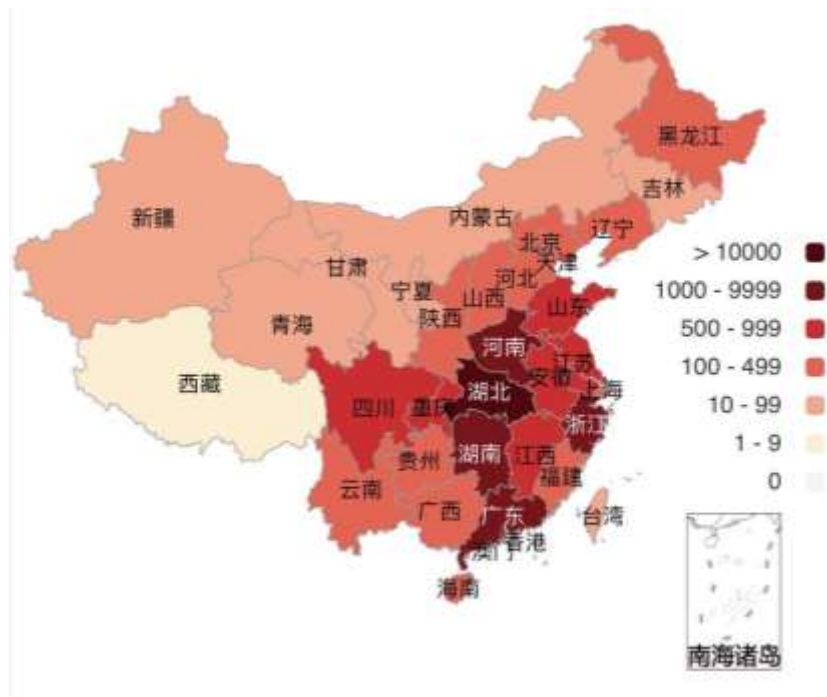 黑龙江
吉林
新疆
内蒙古
辽宁
北京
天津
甘肃
河北
宁夏
山西
山东
陕西
青海
河南
江苏
西藏
安徽
上海
湖北
四川
重庆
浙江
湖南
江西
贵州
福建
云南
广西
广东
台湾
香港
澳门
海南
> 10000
1000 - 9999
500 - 999
100 - 499
10 - 99
1 - 9
0
南海诸岛